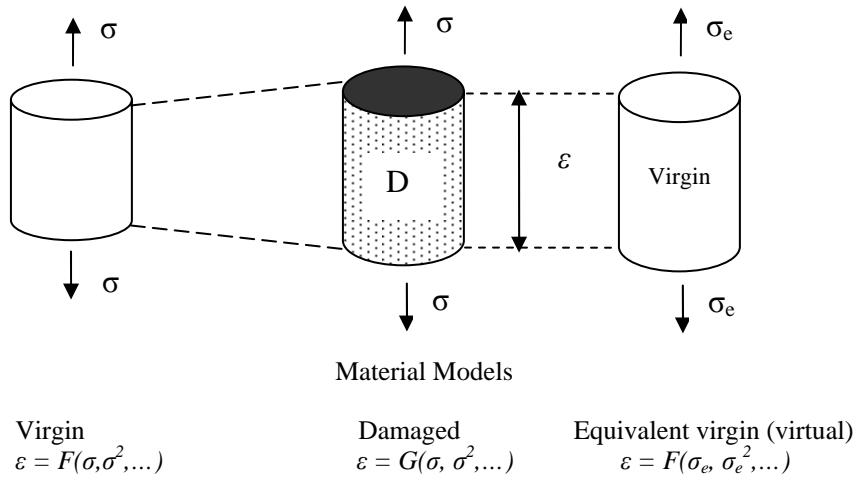 σ σ σₑ
D ε Virgin
σ σ σₑ
Material Models
Virgin Damaged Equivalent virgin (virtual)
ε = F(σ,σ²,...) ε = G(σ, σ²,...) ε = F(σₑ, σₑ²,...)